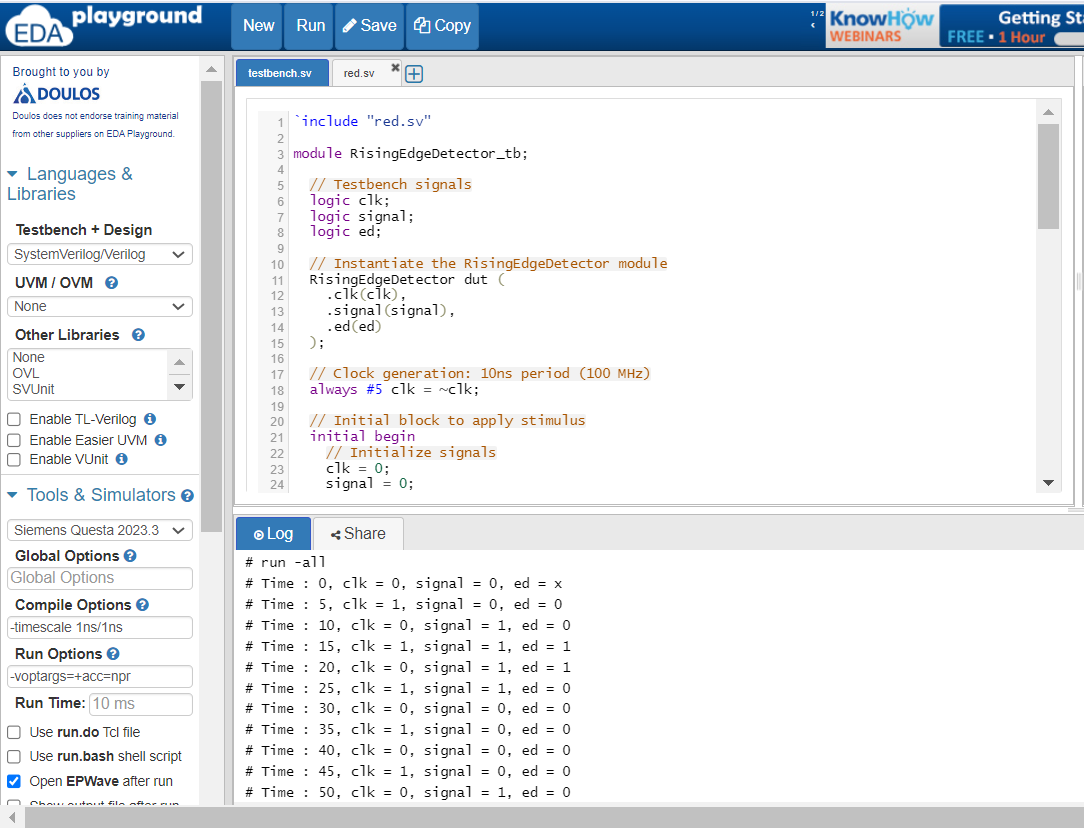 EDA playground
New
Run
Save
Copy
1/2
KnowHow
WEBINARS
Getting St
FREE • 1 Hour
Brought to you by
DOULOS
Doulos does not endorse training material
from other suppliers on EDA Playground.
Languages &
Libraries
Testbench + Design
SystemVerilog/Verilog
UVM / OVM
None
Other Libraries
None
OVL
SVUnit
Enable TL-Verilog
Enable Easier UVM
Enable VUnit
Tools & Simulators
Siemens Questa 2023.3
Global Options
Global Options
Compile Options
-timescale 1ns/1ns
Run Options
-voptargs=+acc=npr
Run Time: 10 ms
Use run.do Tcl file
Use run.bash shell script
Open EPWave after run
Show output file after run
testbench.sv
red.sv
1 `include "red.sv"
2
3 module RisingEdgeDetector_tb;
4
5 // Testbench signals
6 logic clk;
7 logic signal;
8 logic ed;
9
10 // Instantiate the RisingEdgeDetector module
11 RisingEdgeDetector dut (
12 .clk(clk),
13 .signal(signal),
14 .ed(ed)
15 );
16
17 // Clock generation: 10ns period (100 MHz)
18 always #5 clk = ~clk;
19
20 // Initial block to apply stimulus
21 initial begin
22 // Initialize signals
23 clk = 0;
24 signal = 0;
Log
Share
# run -all
# Time : 0, clk = 0, signal = 0, ed = x
# Time : 5, clk = 1, signal = 0, ed = 0
# Time : 10, clk = 0, signal = 1, ed = 0
# Time : 15, clk = 1, signal = 1, ed = 1
# Time : 20, clk = 0, signal = 1, ed = 1
# Time : 25, clk = 1, signal = 1, ed = 0
# Time : 30, clk = 0, signal = 0, ed = 0
# Time : 35, clk = 1, signal = 0, ed = 0
# Time : 40, clk = 0, signal = 0, ed = 0
# Time : 45, clk = 1, signal = 0, ed = 0
# Time : 50, clk = 0, signal = 1, ed = 0